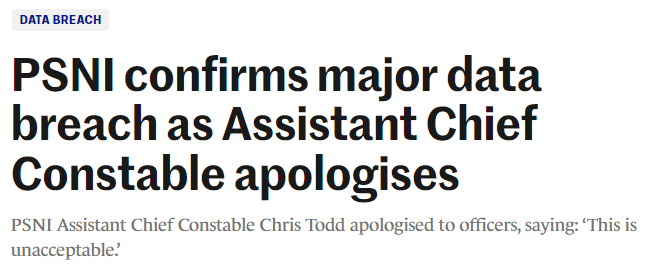 DATA BREACH
PSNI confirms major data
breach as Assistant Chief
Constable apologises
PSNI Assistant Chief Constable Chris Todd apologised to officers, saying: ‘This is
unacceptable.’